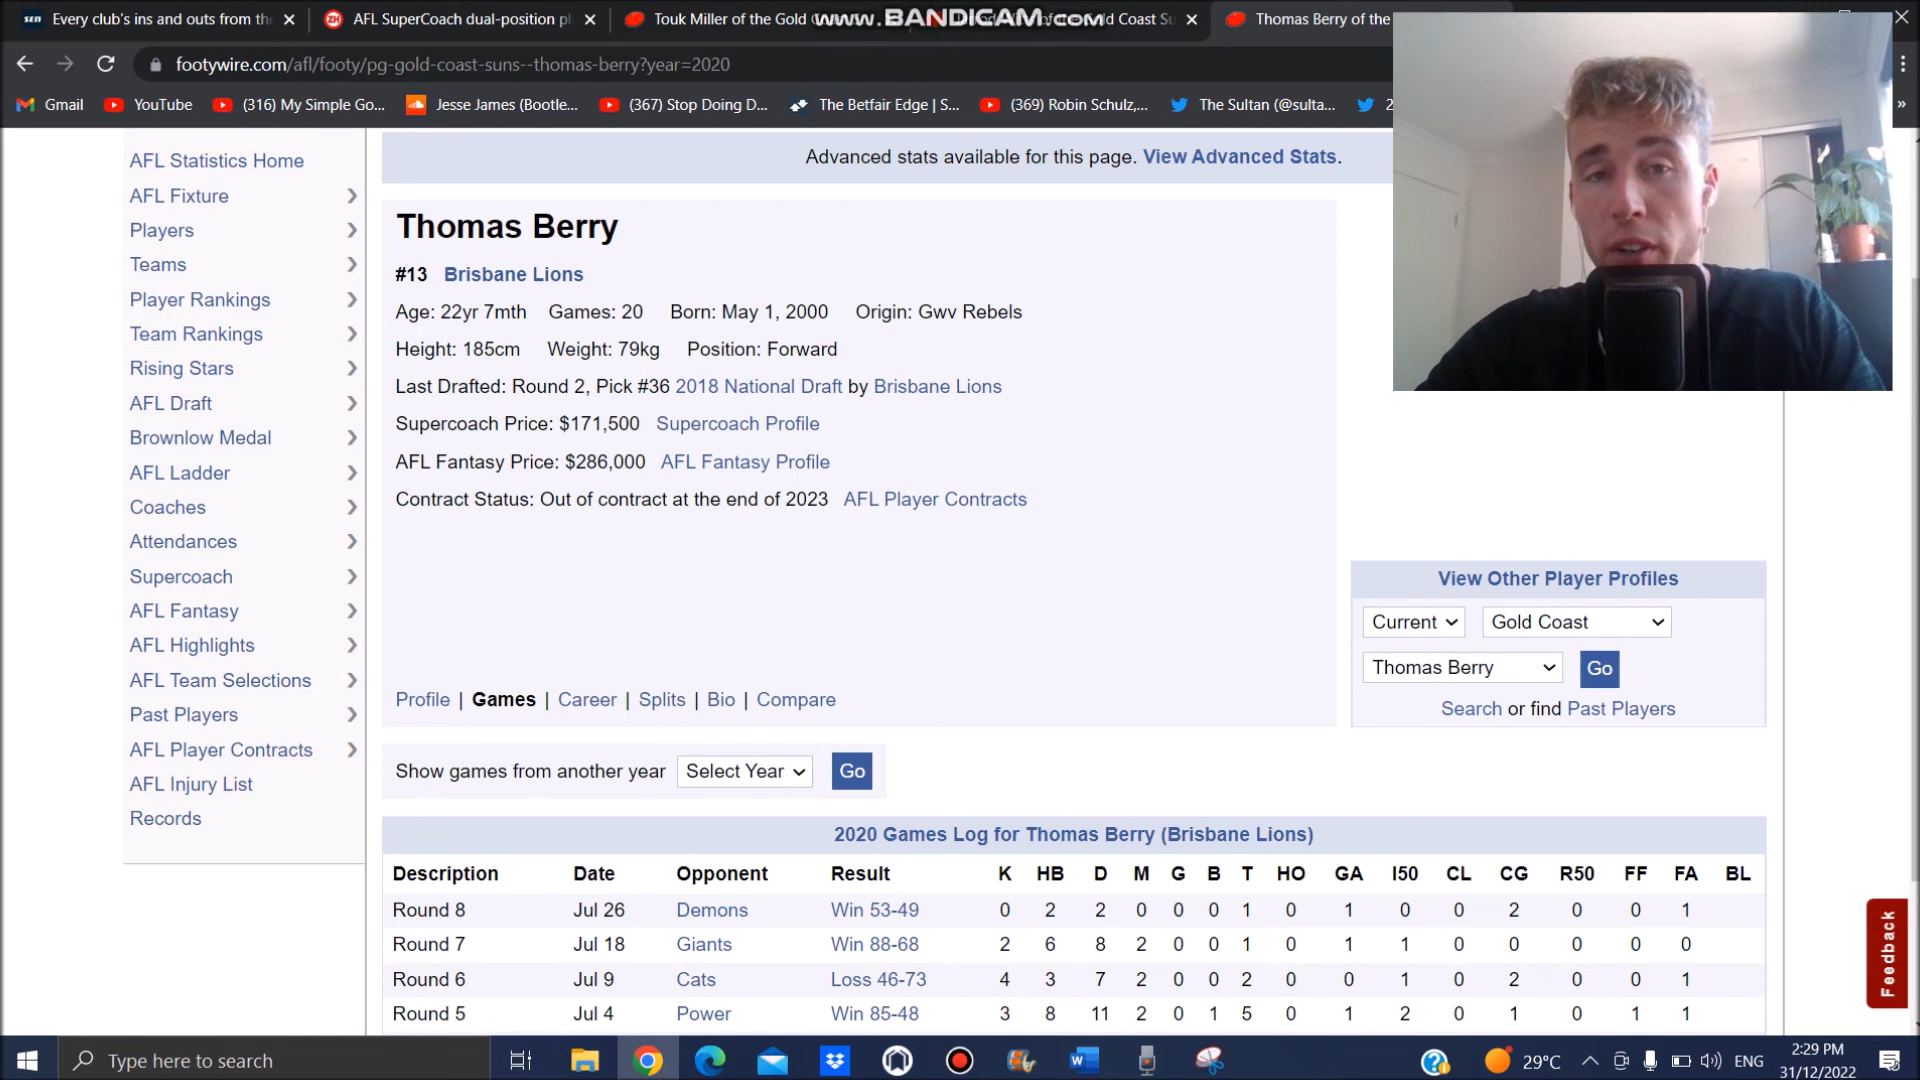 Every club's ins and outs from the
AFL SuperCoach dual-position pl
Touk Miller of the Gold C
www.BANDICAM.com
ld Coast Su
Thomas Berry of the
footywire.com/afl/footy/pg-gold-coast-suns--thomas-berry?year=2020
Gmail
YouTube
(316) My Simple Go...
Jesse James (Bootle...
(367) Stop Doing D...
The Betfair Edge | S...
(369) Robin Schulz,...
The Sultan (@sulta...
2
»
AFL Statistics Home
AFL Fixture
Players
Teams
Player Rankings
Team Rankings
Rising Stars
AFL Draft
Brownlow Medal
AFL Ladder
Coaches
Attendances
Supercoach
AFL Fantasy
AFL Highlights
AFL Team Selections
Past Players
AFL Player Contracts
AFL Injury List
Records
Advanced stats available for this page. View Advanced Stats.
Thomas Berry
#13 Brisbane Lions
Age: 22yr 7mth Games: 20 Born: May 1, 2000 Origin: Gwv Rebels
Height: 185cm Weight: 79kg Position: Forward
Last Drafted: Round 2, Pick #36 2018 National Draft by Brisbane Lions
Supercoach Price: $171,500 Supercoach Profile
AFL Fantasy Price: $286,000 AFL Fantasy Profile
Contract Status: Out of contract at the end of 2023 AFL Player Contracts
Profile | Games | Career | Splits | Bio | Compare
View Other Player Profiles
Current Gold Coast
Thomas Berry Go
Search or find Past Players
Show games from another year Select Year Go
2020 Games Log for Thomas Berry (Brisbane Lions)
Description Date Opponent Result K HB D M G B T HO GA I50 CL CG R50 FF FA BL
Round 8 Jul 26 Demons Win 53-49 0 2 2 0 0 0 1 0 1 0 0 2 0 0 1
Round 7 Jul 18 Giants Win 88-68 2 6 8 2 0 0 1 0 1 1 0 0 0 0 0
Round 6 Jul 9 Cats Loss 46-73 4 3 7 2 0 0 2 0 0 1 0 2 0 0 1
Round 5 Jul 4 Power Win 85-48 3 8 11 2 0 1 5 0 1 2 0 1 0 1 1
Feedback
Type here to search
29°C
ENG
2:29 PM
31/12/2022